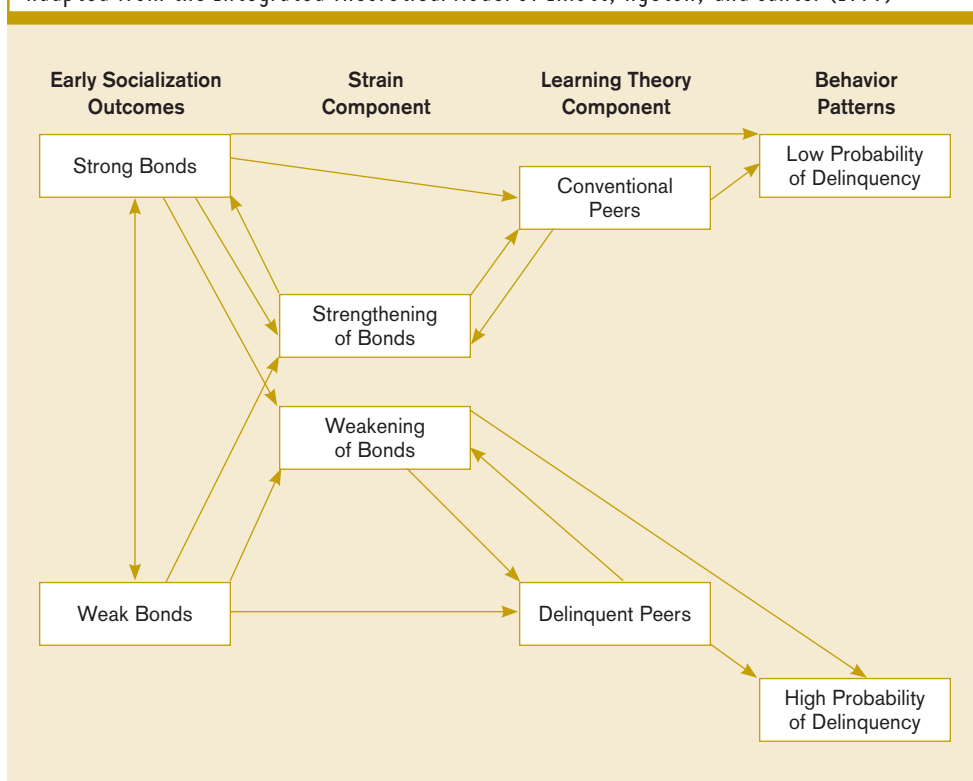 Early Socialization
Outcomes
Strain
Component
Learning Theory
Component
Behavior
Patterns
Strong Bonds
Low Probability
of Delinquency
Conventional
Peers
Strengthening
of Bonds
Weakening
of Bonds
Weak Bonds
Delinquent Peers
High Probability
of Delinquency